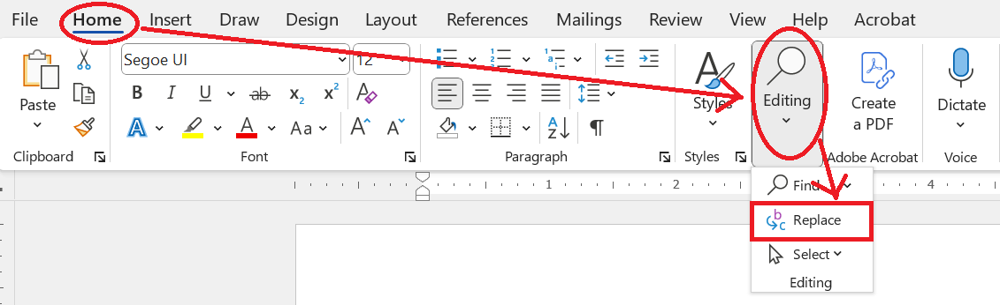 File Home Insert Draw Design Layout References Mailings Review View Help Acrobat
Segoe UI 12
B I U ab x₂ x² A
Paste Styles Editing Create a PDF Dictate
A A Aa A A A Z
Clipboard Font Paragraph Styles Adobe Acrobat Voice
1 2 4
Find
Replace
Select
Editing